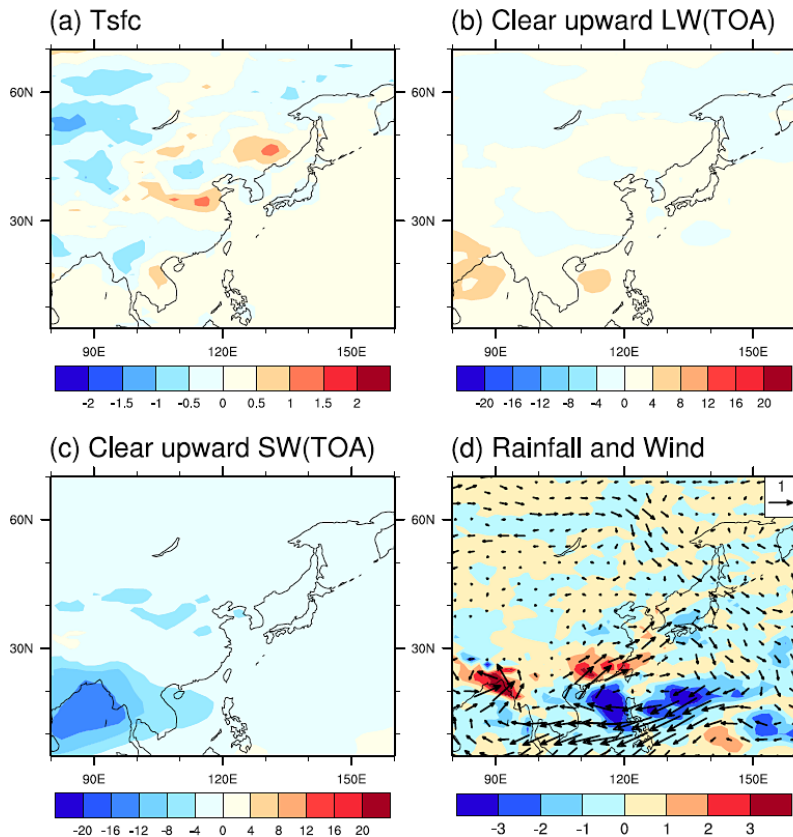 (a) Tsfc
(b) Clear upward LW(TOA)
60N
30N
90E 120E 150E
-2 -1.5 -1 -0.5 0 0.5 1 1.5 2
60N
30N
90E 120E 150E
-20 -16 -12 -8 -4 0 4 8 12 16 20
(c) Clear upward SW(TOA)
(d) Rainfall and Wind
60N
30N
90E 120E 150E
-20 -16 -12 -8 -4 0 4 8 12 16 20
1
60N
30N
90E 120E 150E
-3 -2 -1 0 1 2 3